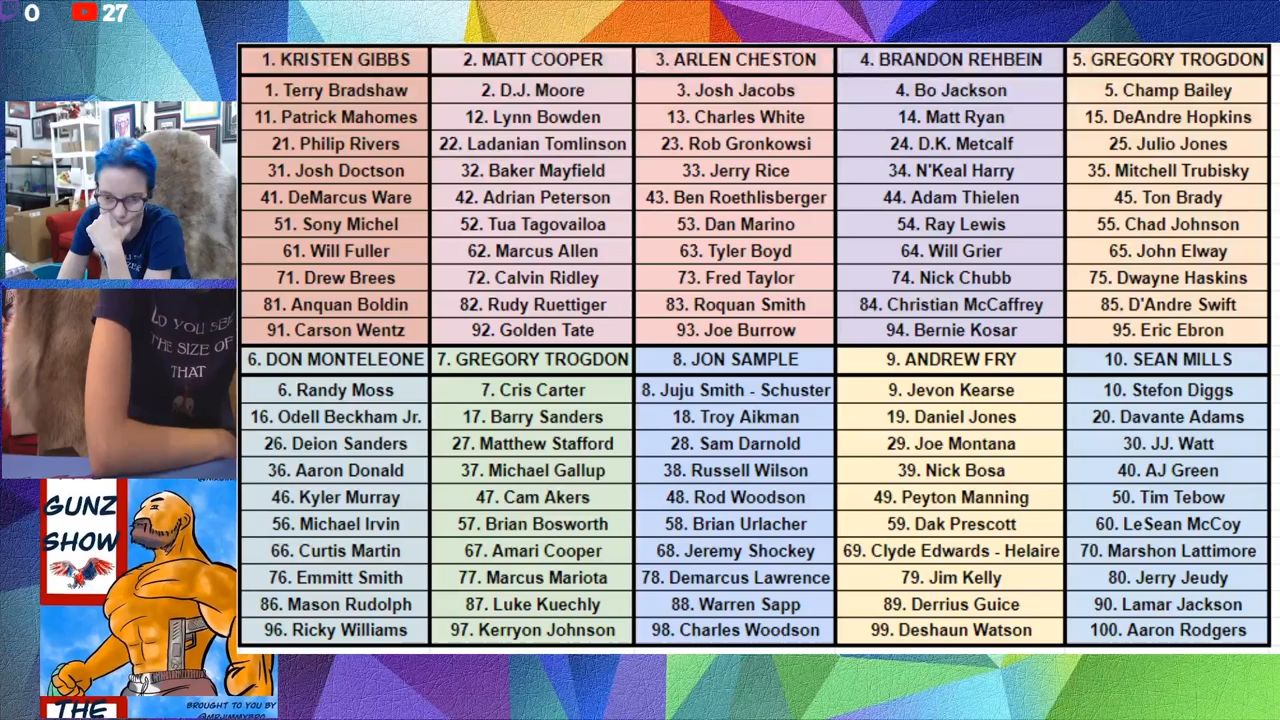 0 27
1. KRISTEN GIBBS 2. MATT COOPER 3. ARLEN CHESTON 4. BRANDON REHBEIN 5. GREGORY TROGDON
1. Terry Bradshaw 2. D.J. Moore 3. Josh Jacobs 4. Bo Jackson 5. Champ Bailey
11. Patrick Mahomes 12. Lynn Bowden 13. Charles White 14. Matt Ryan 15. DeAndre Hopkins
21. Philip Rivers 22. Ladanian Tomlinson 23. Rob Gronkowsi 24. D.K. Metcalf 25. Julio Jones
31. Josh Doctson 32. Baker Mayfield 33. Jerry Rice 34. N'Keal Harry 35. Mitchell Trubisky
41. DeMarcus Ware 42. Adrian Peterson 43. Ben Roethlisberger 44. Adam Thielen 45. Ton Brady
51. Sony Michel 52. Tua Tagovailoa 53. Dan Marino 54. Ray Lewis 55. Chad Johnson
61. Will Fuller 62. Marcus Allen 63. Tyler Boyd 64. Will Grier 65. John Elway
71. Drew Brees 72. Calvin Ridley 73. Fred Taylor 74. Nick Chubb 75. Dwayne Haskins
81. Anquan Boldin 82. Rudy Ruettiger 83. Roquan Smith 84. Christian McCaffrey 85. D'Andre Swift
91. Carson Wentz 92. Golden Tate 93. Joe Burrow 94. Bernie Kosar 95. Eric Ebron
6. DON MONTELEONE 7. GREGORY TROGDON 8. JON SAMPLE 9. ANDREW FRY 10. SEAN MILLS
6. Randy Moss 7. Cris Carter 8. Juju Smith - Schuster 9. Jevon Kearse 10. Stefon Diggs
16. Odell Beckham Jr. 17. Barry Sanders 18. Troy Aikman 19. Daniel Jones 20. Davante Adams
26. Deion Sanders 27. Matthew Stafford 28. Sam Darnold 29. Joe Montana 30. JJ. Watt
36. Aaron Donald 37. Michael Gallup 38. Russell Wilson 39. Nick Bosa 40. AJ Green
46. Kyler Murray 47. Cam Akers 48. Rod Woodson 49. Peyton Manning 50. Tim Tebow
56. Michael Irvin 57. Brian Bosworth 58. Brian Urlacher 59. Dak Prescott 60. LeSean McCoy
66. Curtis Martin 67. Amari Cooper 68. Jeremy Shockey 69. Clyde Edwards - Helaire 70. Marshon Lattimore
76. Emmitt Smith 77. Marcus Mariota 78. Demarcus Lawrence 79. Jim Kelly 80. Jerry Jeudy
86. Mason Rudolph 87. Luke Kuechly 88. Warren Sapp 89. Derrius Guice 90. Lamar Jackson
96. Ricky Williams 97. Kerryon Johnson 98. Charles Woodson 99. Deshaun Watson 100. Aaron Rodgers
YOU SEE
THE SIZE OF
THAT
GUNZ
SHOW
THE
BROUGHT TO YOU BY